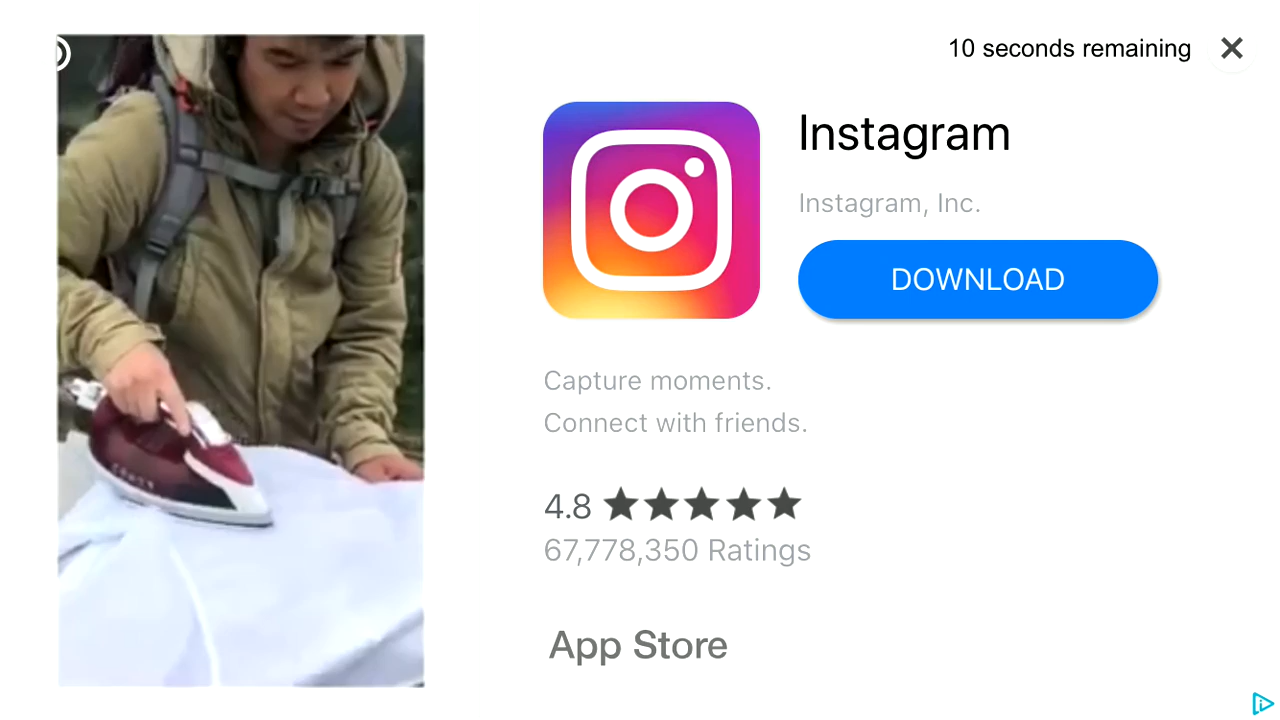 10 seconds remaining
Instagram
Instagram, Inc.
DOWNLOAD
Capture moments.
Connect with friends.
4.8
67,778,350 Ratings
App Store